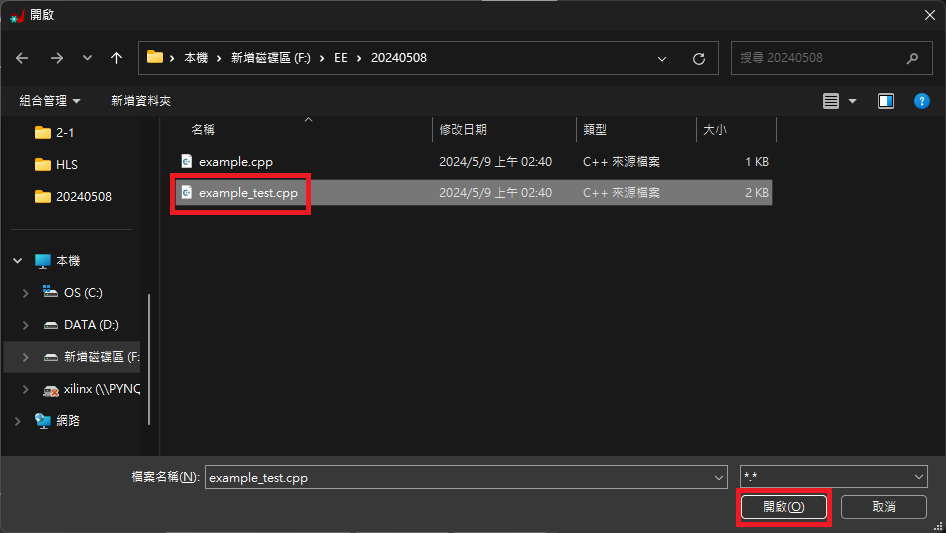 開啟
本機 新增磁碟區 (F:) EE 20240508
搜尋 20240508
組合管理 新增資料夾
名稱 修改日期 類型 大小
2-1
HLS
20240508
本機
OS (C:)
DATA (D:)
新增磁碟區 (F:
xilinx (\\PYNQ
網路
example.cpp 2024/5/9 上午 02:40 C++ 來源檔案 1 KB
example_test.cpp 2024/5/9 上午 02:40 C++ 來源檔案 2 KB
檔案名稱(N): example_test.cpp *.*
開啟(O) 取消